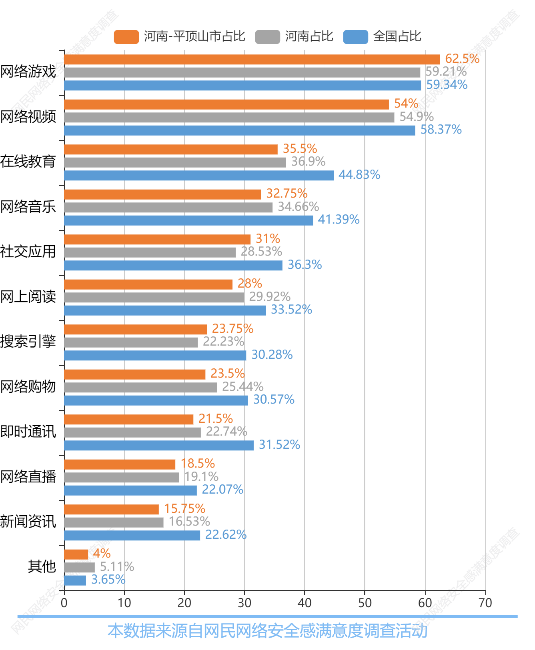 河南-平顶山市占比 河南占比 全国占比
网络游戏 62.5% 59.21% 59.34%
网络视频 54% 54.9% 58.37%
在线教育 35.5% 36.9% 44.83%
网络音乐 32.75% 34.66% 41.39%
社交应用 31% 28.53% 36.3%
网上阅读 28% 29.92% 33.52%
搜索引擎 23.75% 22.23% 30.28%
网络购物 23.5% 25.44% 30.57%
即时通讯 21.5% 22.74% 31.52%
网络直播 18.5% 19.1% 22.07%
新闻资讯 15.75% 16.53% 22.62%
其他 4% 5.11% 3.65%
0 10 20 30 40 50 60 70
本数据来源自网民网络安全感满意度调查活动